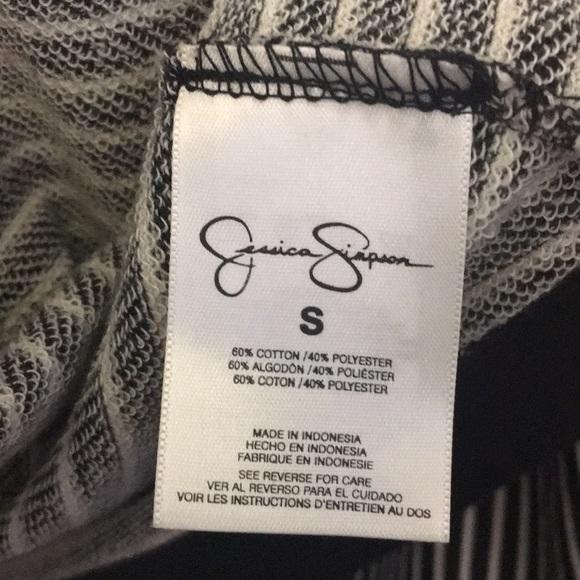 Jessica Simpson
S
60% COTTON /40% POLYESTER
60% ALGODÓN /40% POLIÉSTER
60% COTON /40% POLYESTER
MADE IN INDONESIA
HECHO EN INDONESIA
FABRIQUE EN INDONESIE
SEE REVERSE FOR CARE
VER AL REVERSO PARA EL CUIDADO
VOIR LES INSTRUCTIONS D'ENTRETIEN AU DOS